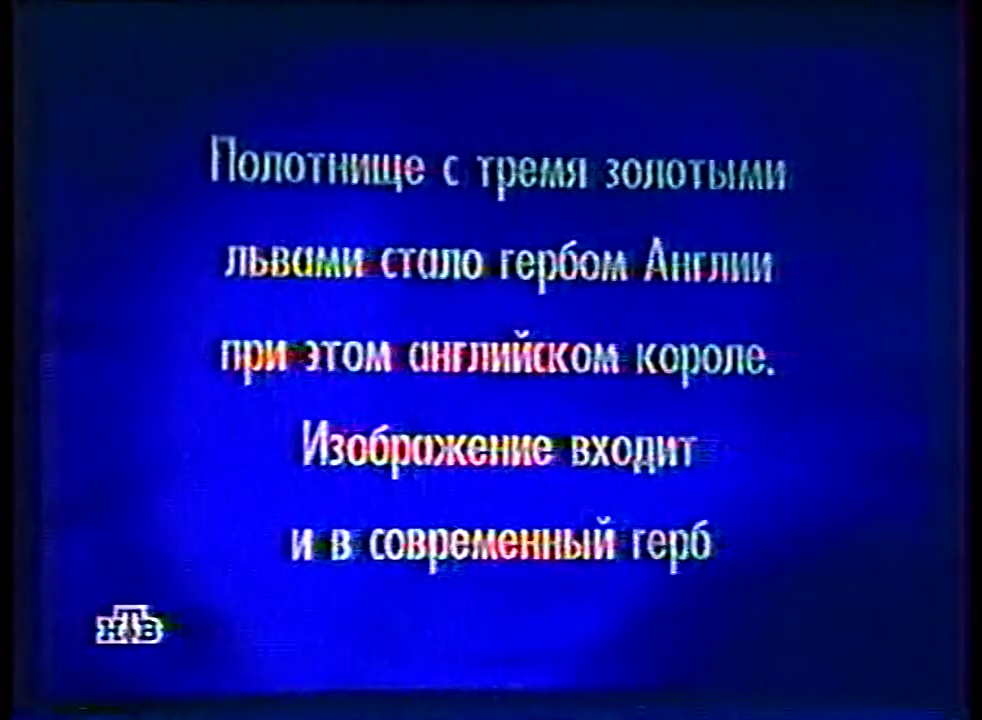 Полотнище с тремя золотыми
львами стало гербом Англии
при этом английском короле.
Изображение входит
и в современный герб
НТВ